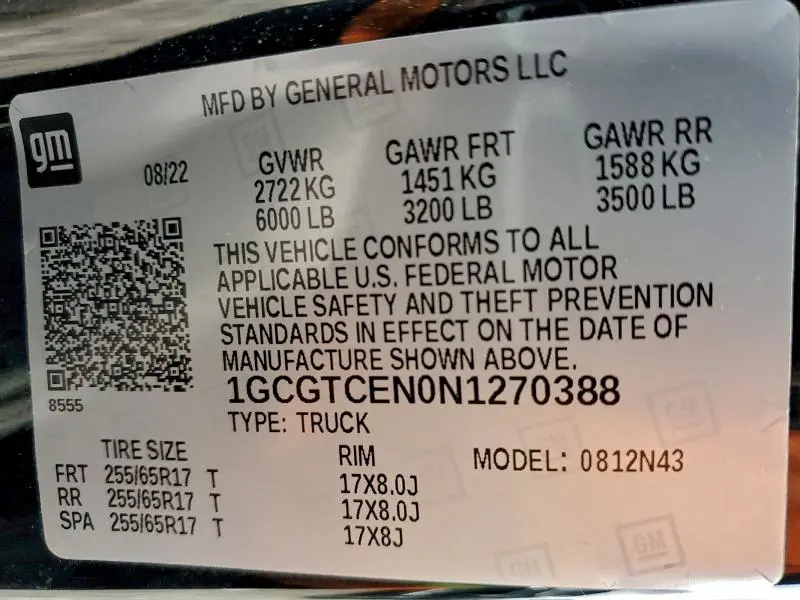 MFD BY GENERAL MOTORS LLC
gm
08/22
GVWR
2722 KG
6000 LB
GAWR FRT
1451 KG
3200 LB
GAWR RR
1588 KG
3500 LB
THIS VEHICLE CONFORMS TO ALL
APPLICABLE U.S. FEDERAL MOTOR
VEHICLE SAFETY AND THEFT PREVENTION
STANDARDS IN EFFECT ON THE DATE OF
MANUFACTURE SHOWN ABOVE.
8555
1GCGTCEN0N1270388
TYPE: TRUCK
TIRE SIZE RIM MODEL: 0812N43
FRT 255/65R17 T 17X8.0J
RR 255/65R17 T 17X8.0J
SPA 255/65R17 T 17X8J
GM
GM
GM